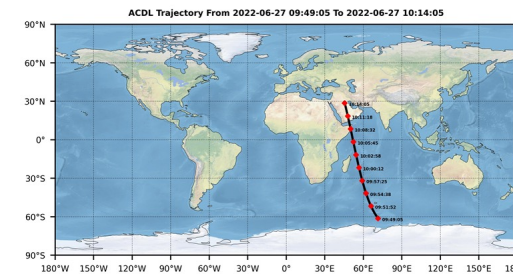 ACDL Trajectory From 2022-06-27 09:49:05 To 2022-06-27 10:14:05
90°N
60°N
30°N
0°
30°S
60°S
90°S
10:14:05
10:11:18
10:08:32
10:05:45
10:02:58
10:00:12
09:57:25
09:54:38
09:51:52
09:49:05
180°W 150°W 120°W 90°W 60°W 30°W 0° 30°E 60°E 90°E 120°E 150°E 18